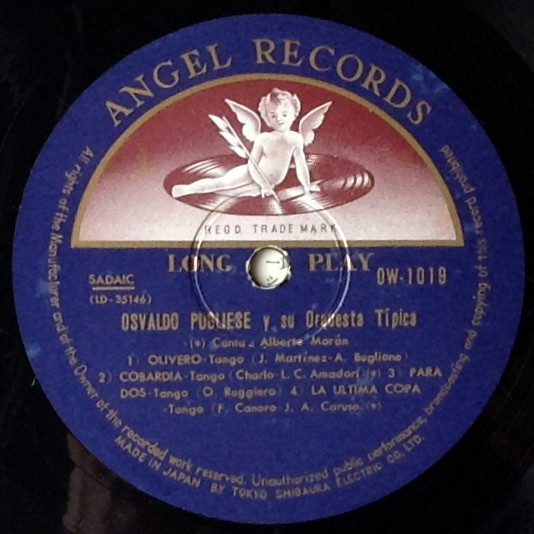 ANGEL RECORDS
REGD. TRADE MARK
LONG PLAY
OW-1019
SADAIC
(LD-35146)
OSVALDO PUGLIESE y su Orquesta Típica
(*) Canta: Alberto Morán
1) OLIVERO-Tango (J. Martínez-A. Buglione)
2) COBARDIA-Tango (Charlo-L. C. Amadori) (*) 3) PARA
DOS-Tango (O. Ruggiero) 4) LA ULTIMA COPA
-Tango (F. Canaro-J. A. Caruso) (*)
All rights of the Manufacturer and of the Owner of the recorded work reserved. Unauthorized public performance, broadcasting and copying of this record prohibited
MADE IN JAPAN BY TOKYO SHIBAURA ELECTRIC CO. LTD.